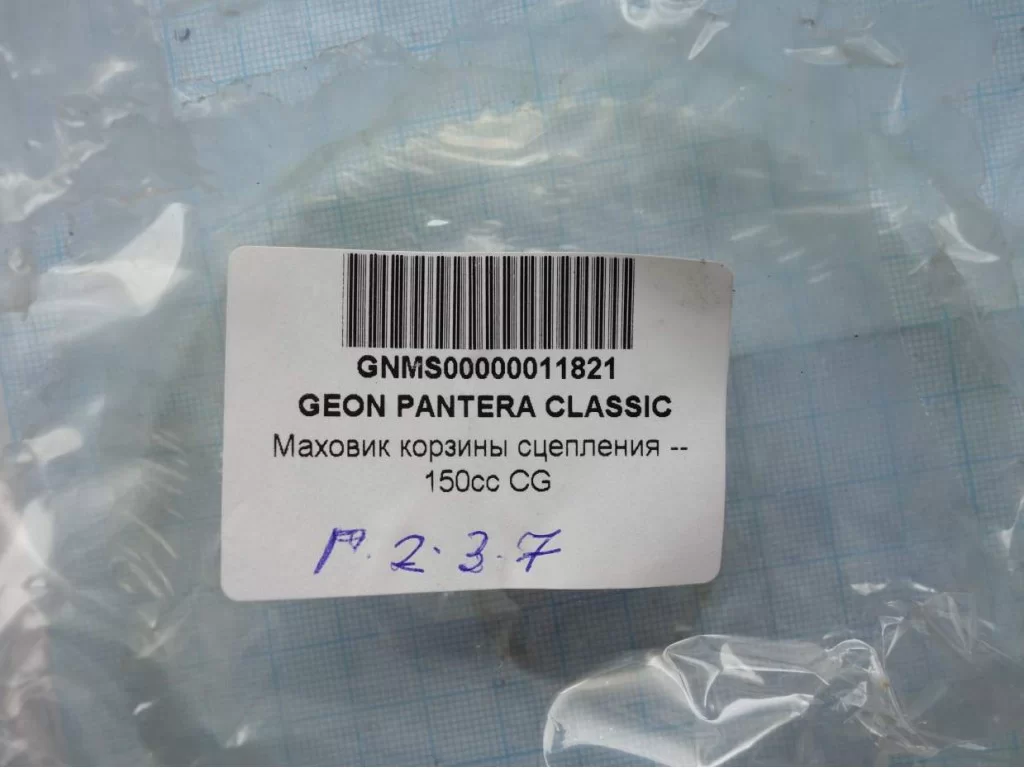 GNMS00000011821
GEON PANTERA CLASSIC
Маховик корзины сцепления --
150cc CG
Г. 2. 3. 7